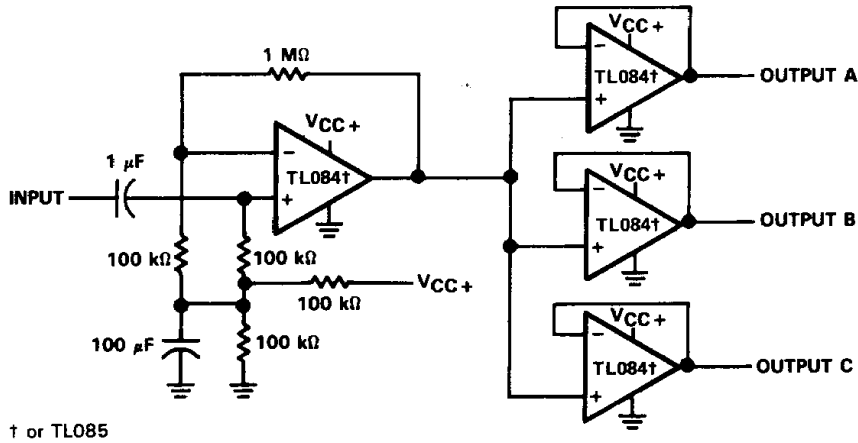 1 MΩ
VCC+
1 μF
TL084†
INPUT
−
+
100 kΩ
100 kΩ
100 kΩ
VCC+
100 μF
100 kΩ
VCC+
−
TL084†
+
OUTPUT A
VCC+
−
TL084†
+
OUTPUT B
VCC+
−
TL084†
+
OUTPUT C
† or TL085